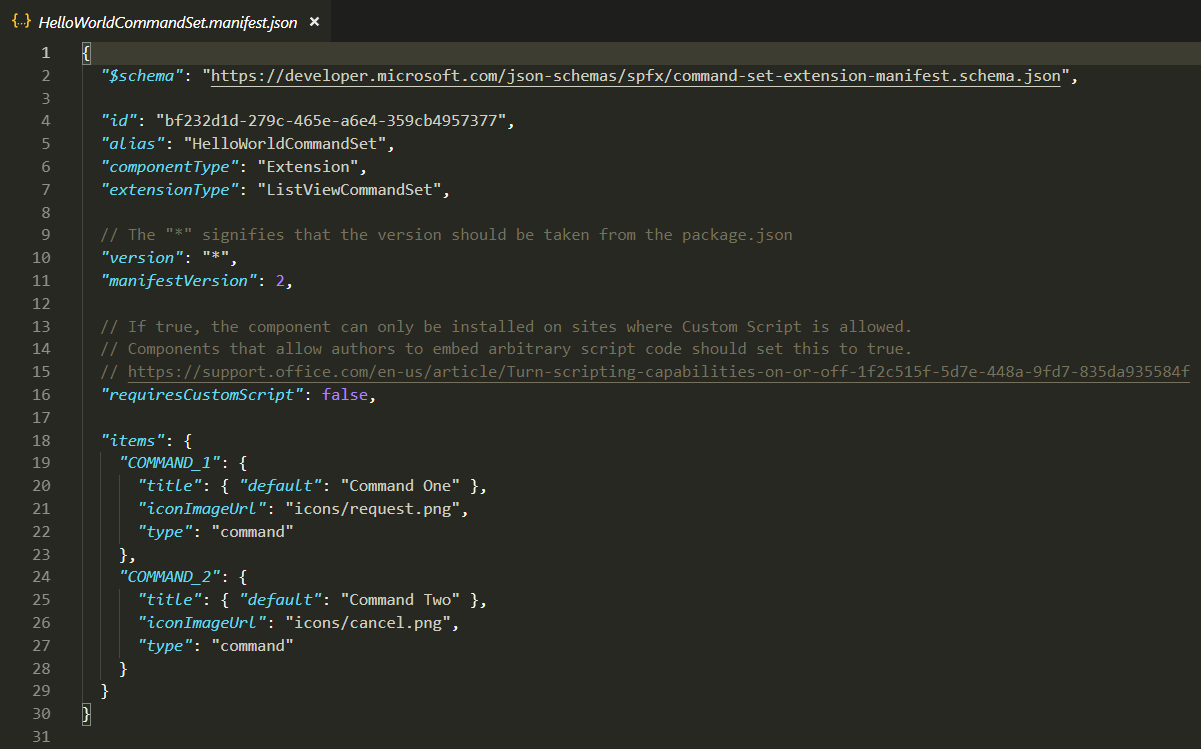 HelloWorldCommandSet.manifest.json ×
1 {
2 "$schema": "https://developer.microsoft.com/json-schemas/spfx/command-set-extension-manifest.schema.json",
3
4 "id": "bf232d1d-279c-465e-a6e4-359cb4957377",
5 "alias": "HelloWorldCommandSet",
6 "componentType": "Extension",
7 "extensionType": "ListViewCommandSet",
8
9 // The "*" signifies that the version should be taken from the package.json
10 "version": "*",
11 "manifestVersion": 2,
12
13 // If true, the component can only be installed on sites where Custom Script is allowed.
14 // Components that allow authors to embed arbitrary script code should set this to true.
15 // https://support.office.com/en-us/article/Turn-scripting-capabilities-on-or-off-1f2c515f-5d7e-448a-9fd7-835da935584f
16 "requiresCustomScript": false,
17
18 "items": {
19 "COMMAND_1": {
20 "title": { "default": "Command One" },
21 "iconImageUrl": "icons/request.png",
22 "type": "command"
23 },
24 "COMMAND_2": {
25 "title": { "default": "Command Two" },
26 "iconImageUrl": "icons/cancel.png",
27 "type": "command"
28 }
29 }
30 }
31